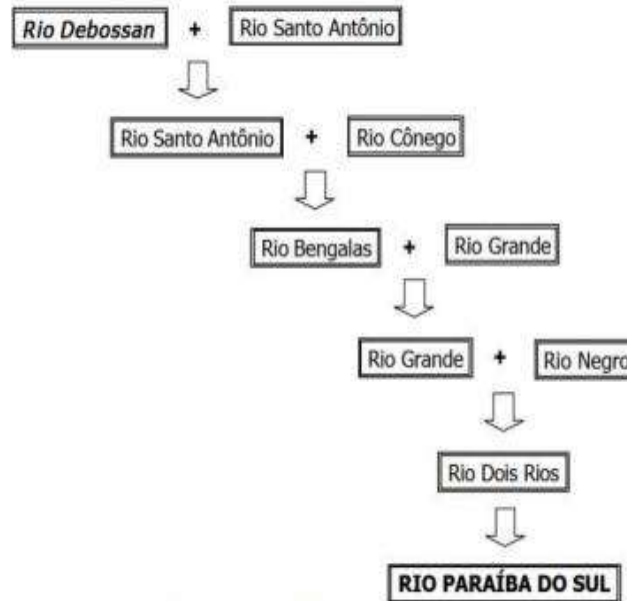 Rio Debossan + Rio Santo Antônio
Rio Santo Antônio + Rio Cônego
Rio Bengalas + Rio Grande
Rio Grande + Rio Negro
Rio Dois Rios
RIO PARAÍBA DO SUL